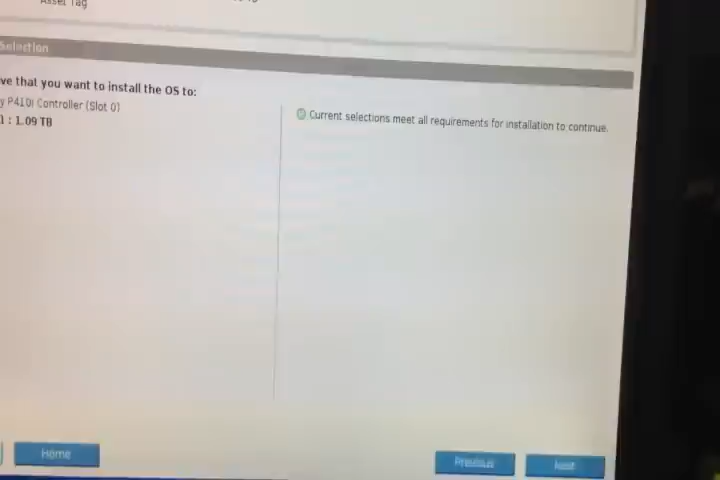 Asset Tag
Selection
ve that you want to install the OS to:
y P410i Controller (Slot 0)
1 : 1.09 TB
Current selections meet all requirements for installation to continue.
Home
Previous
Next